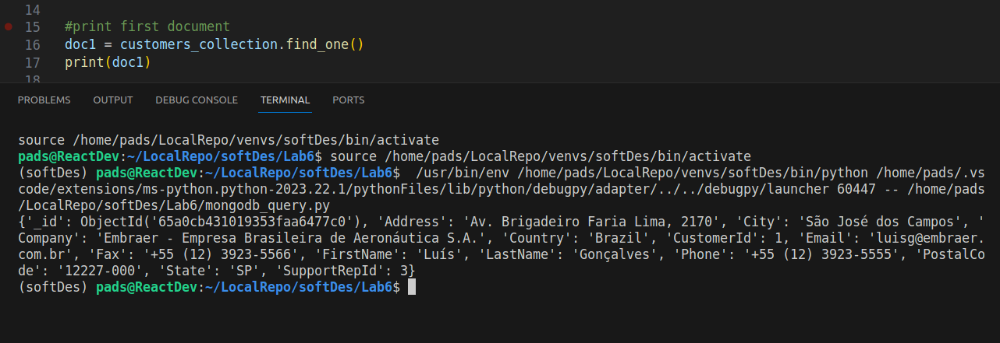 14
15 #print first document
16 doc1 = customers_collection.find_one()
17 print(doc1)
18
PROBLEMS OUTPUT DEBUG CONSOLE TERMINAL PORTS
source /home/pads/LocalRepo/venvs/softDes/bin/activate
pads@ReactDev:~/LocalRepo/softDes/Lab6$ source /home/pads/LocalRepo/venvs/softDes/bin/activate
(softDes) pads@ReactDev:~/LocalRepo/softDes/Lab6$  /usr/bin/env /home/pads/LocalRepo/venvs/softDes/bin/python /home/pads/.vs
code/extensions/ms-python.python-2023.22.1/pythonFiles/lib/python/debugpy/adapter/../../debugpy/launcher 60447 -- /home/pads
/LocalRepo/softDes/Lab6/mongodb_query.py
{'_id': ObjectId('65a0cb431019353faa6477c0'), 'Address': 'Av. Brigadeiro Faria Lima, 2170', 'City': 'São José dos Campos', '
Company': 'Embraer - Empresa Brasileira de Aeronáutica S.A.', 'Country': 'Brazil', 'CustomerId': 1, 'Email': 'luisg@embraer.
com.br', 'Fax': '+55 (12) 3923-5566', 'FirstName': 'Luís', 'LastName': 'Gonçalves', 'Phone': '+55 (12) 3923-5555', 'PostalCo
de': '12227-000', 'State': 'SP', 'SupportRepId': 3}
(softDes) pads@ReactDev:~/LocalRepo/softDes/Lab6$